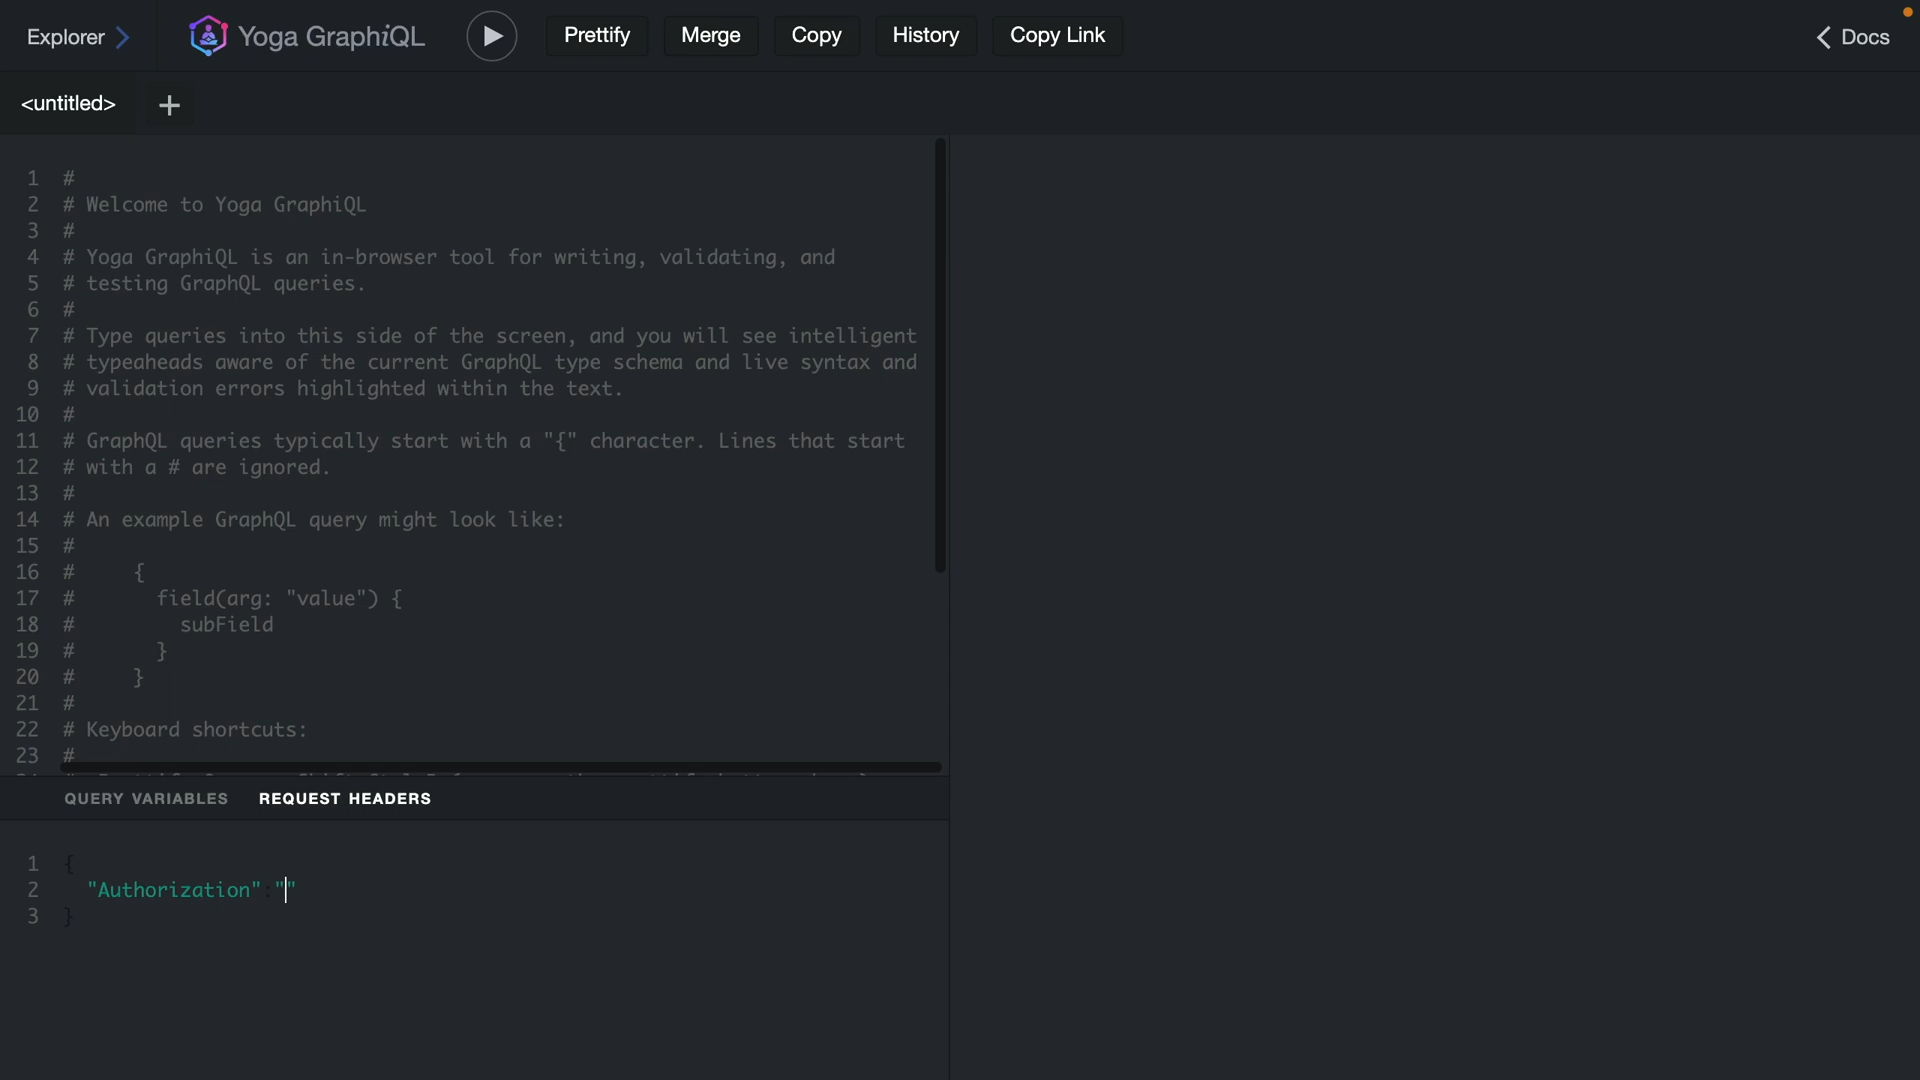 Explorer
Yoga GraphiQL
Prettify
Merge
Copy
History
Copy Link
Docs
<untitled>
+
1 #
2 # Welcome to Yoga GraphiQL
3 #
4 # Yoga GraphiQL is an in-browser tool for writing, validating, and
5 # testing GraphQL queries.
6 #
7 # Type queries into this side of the screen, and you will see intelligent
8 # typeaheads aware of the current GraphQL type schema and live syntax and
9 # validation errors highlighted within the text.
10 #
11 # GraphQL queries typically start with a "{" character. Lines that start
12 # with a # are ignored.
13 #
14 # An example GraphQL query might look like:
15 #
16 #     {
17 #       field(arg: "value") {
18 #         subField
19 #       }
20 #     }
21 #
22 # Keyboard shortcuts:
23 #
QUERY VARIABLES
REQUEST HEADERS
1 {
2   "Authorization":""
3 }